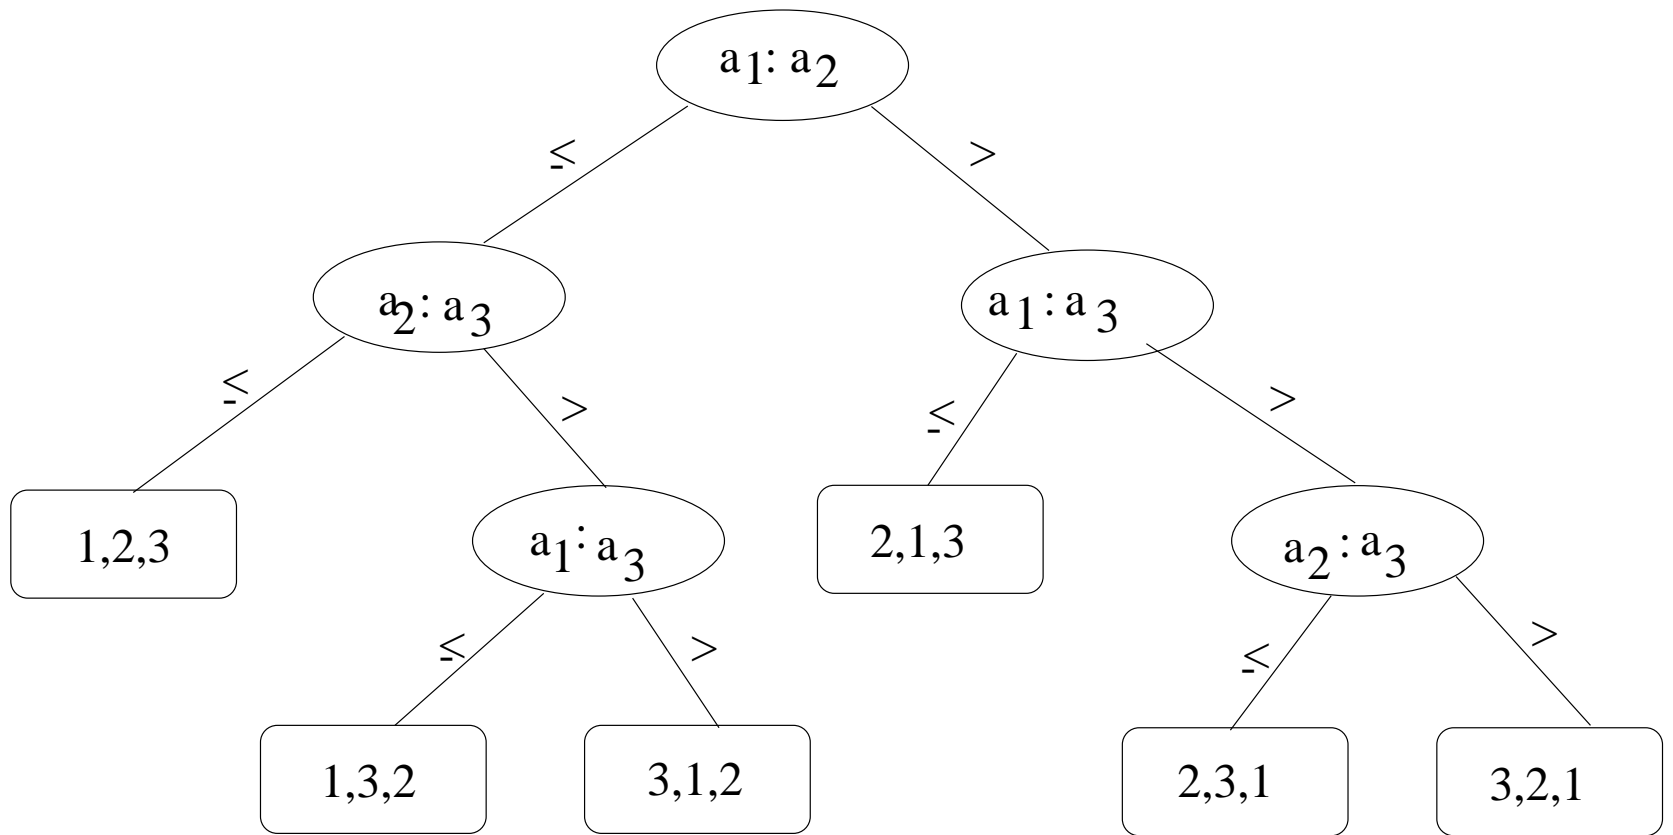 a1: a2
≤ >
a2: a3 a1: a3
≤ > ≤ >
1,2,3 a1: a3 2,1,3 a2: a3
≤ > ≤ >
1,3,2 3,1,2 2,3,1 3,2,1